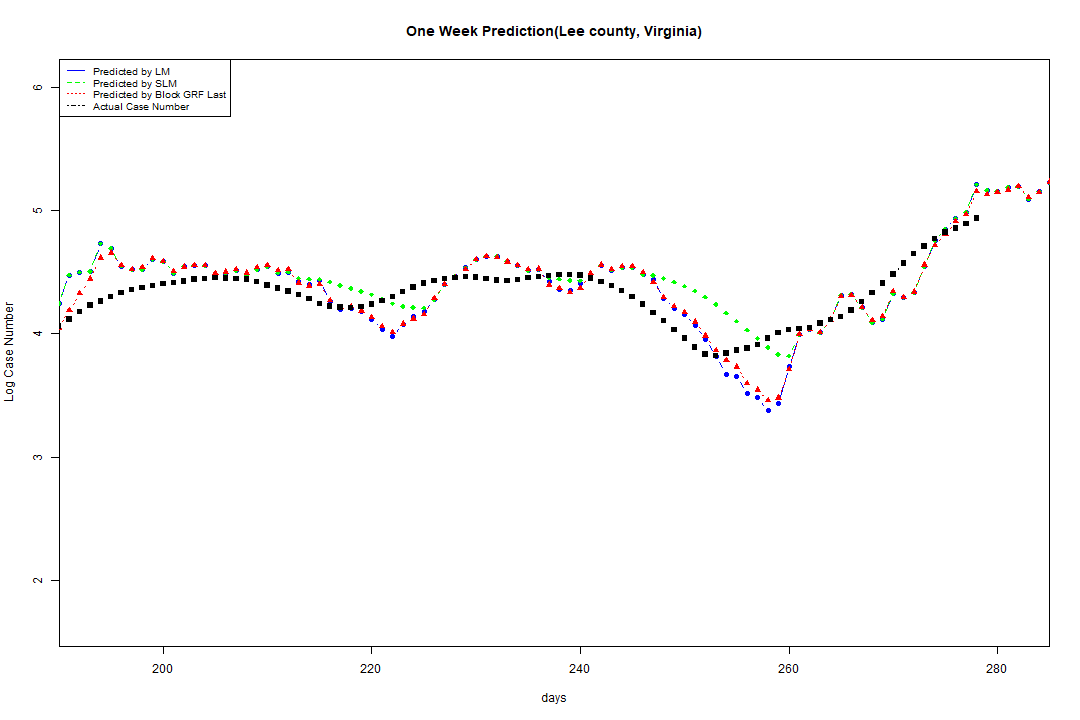 One Week Prediction(Lee county, Virginia)
Predicted by LM
Predicted by SLM
Predicted by Block GRF Last
Actual Case Number
6
5
4
3
2
Log Case Number
200 220 240 260 280
days